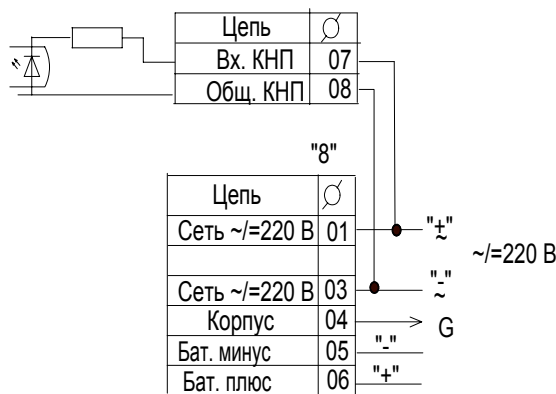 Цепь Ø
Вх. КНП 07
Общ. КНП 08
"8"
Цепь Ø
Сеть ~/=220 В 01 "+" ~
~/=220 В
Сеть ~/=220 В 03 "-" ~
Корпус 04 G
Бат. минус 05 "-"
Бат. плюс 06 "+"